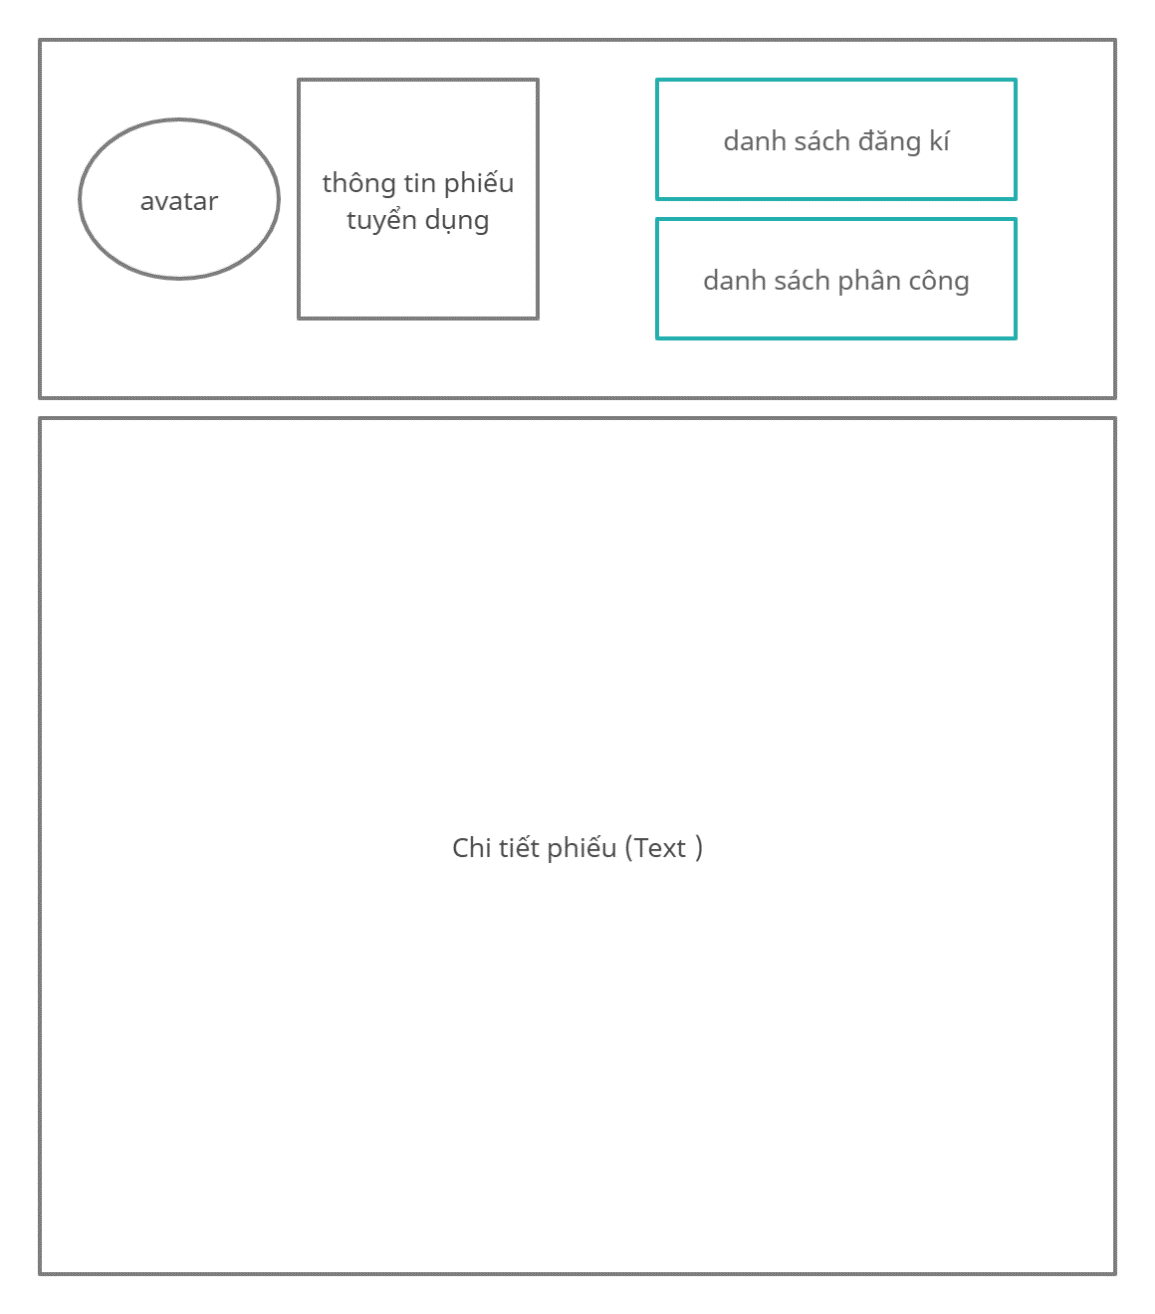 avatar
thông tin phiếu
tuyển dụng
danh sách đăng kí
danh sách phân công
Chi tiết phiếu (Text )